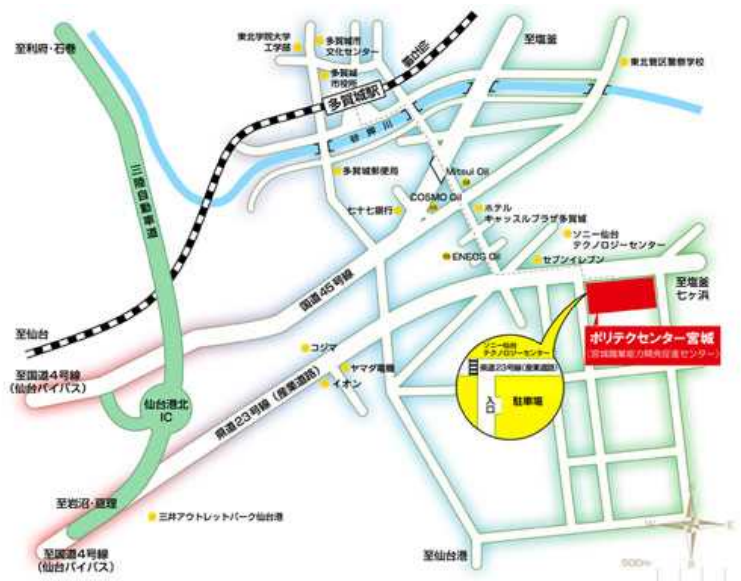 至利府・石巻
東北学院大学
工学部
多賀城市
文化センター
多賀城
市役所
仙石線
至塩釜
東北管区警察学校
多賀城駅
砂押川
三陸自動車道
多賀城郵便局
Mitsui Oil
COSMO Oil
七十七銀行
ホテル
キャッスルプラザ多賀城
ソニー仙台
テクノロジーセンター
ENEOS Oil
セブンイレブン
至塩釜
七ヶ浜
国道45号線
至仙台
ポリテクセンター宮城
(宮城職業能力開発促進センター)
コジマ
ソニー仙台
テクノロジーセンター
県道23号線(産業道路)
入口
駐車場
至国道4号線
(仙台バイパス)
ヤマダ電機
イオン
仙台港北
IC
県道23号線(産業道路)
至岩沼・亘理
三井アウトレットパーク仙台港
至国道4号線
(仙台バイパス)
至仙台港
N
W
E
S
500m